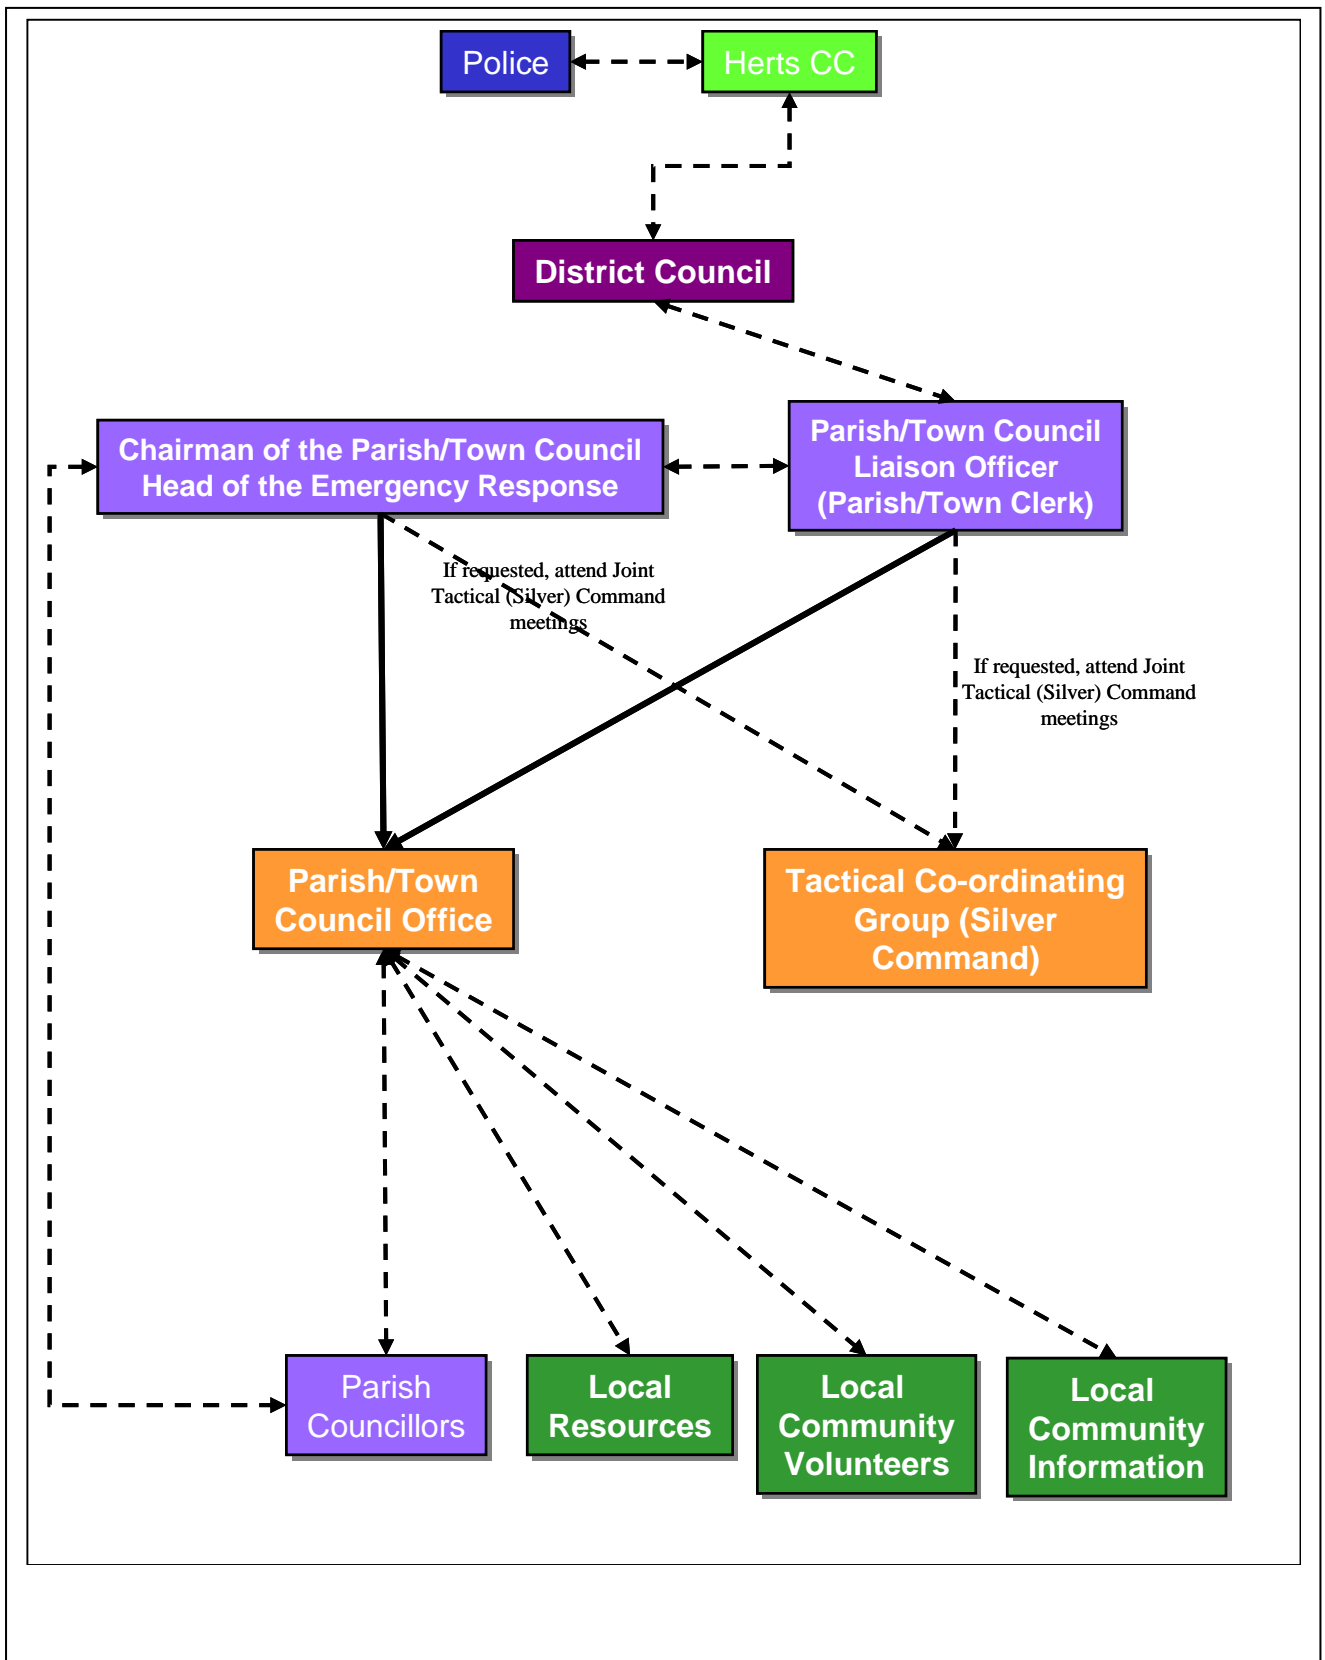 Police
Herts CC
District Council
Chairman of the Parish/Town Council
Head of the Emergency Response
Parish/Town Council
Liaison Officer
(Parish/Town Clerk)
If requested, attend Joint
Tactical (Silver) Command
meetings
If requested, attend Joint
Tactical (Silver) Command
meetings
Parish/Town
Council Office
Tactical Co-ordinating
Group (Silver
Command)
Parish
Councillors
Local
Resources
Local
Community
Volunteers
Local
Community
Information